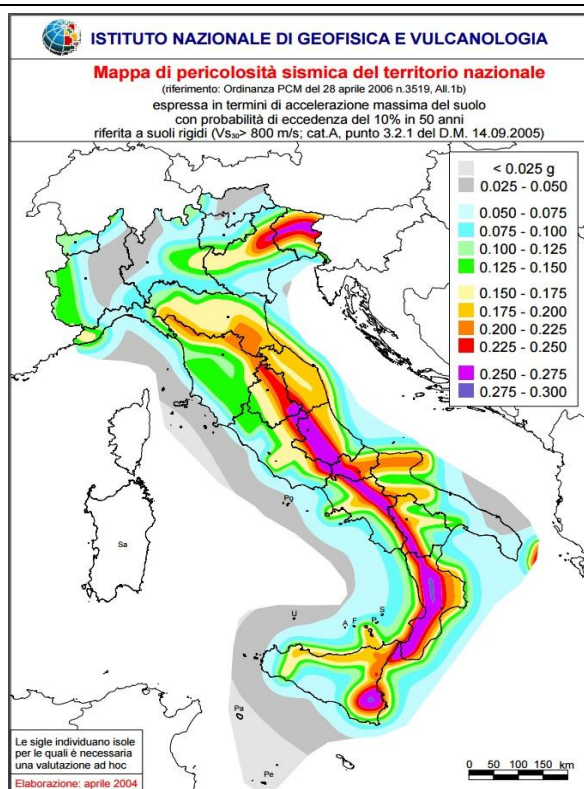 ISTITUTO NAZIONALE DI GEOFISICA E VULCANOLOGIA
Mappa di pericolosità sismica del territorio nazionale
(riferimento: Ordinanza PCM del 28 aprile 2006 n.3519, All.1b)
espressa in termini di accelerazione massima del suolo
con probabilità di eccedenza del 10% in 50 anni
riferita a suoli rigidi (Vs30> 800 m/s; cat.A, punto 3.2.1 del D.M. 14.09.2005)
< 0.025 g
0.025 - 0.050
0.050 - 0.075
0.075 - 0.100
0.100 - 0.125
0.125 - 0.150
0.150 - 0.175
0.175 - 0.200
0.200 - 0.225
0.225 - 0.250
0.250 - 0.275
0.275 - 0.300
Po
Sa
U
A
F
P
S
Pa
Pe
Le sigle individuano isole
per le quali è necessaria
una valutazione ad hoc
Elaborazione: aprile 2004
0 50 100 150 km